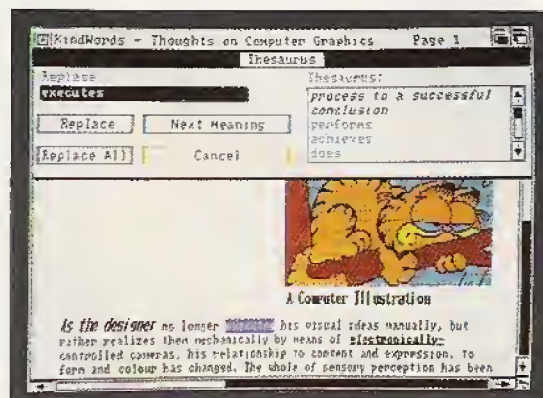 KindWords - Thoughts on Computer Graphics Page 1
Thesaurus
Replace
executes
Replace
Next Meaning
Replace All
Cancel
Thesaurus:
process to a successful
conclusion
performs
achieves
does
A Computer Illustration
As the designer no longer executes his visual ideas manually, but
rather realizes them mechanically by means of electronically-
controlled cameras, his relationship to content and expression, to
form and colour has changed. The whole of sensory perception has been